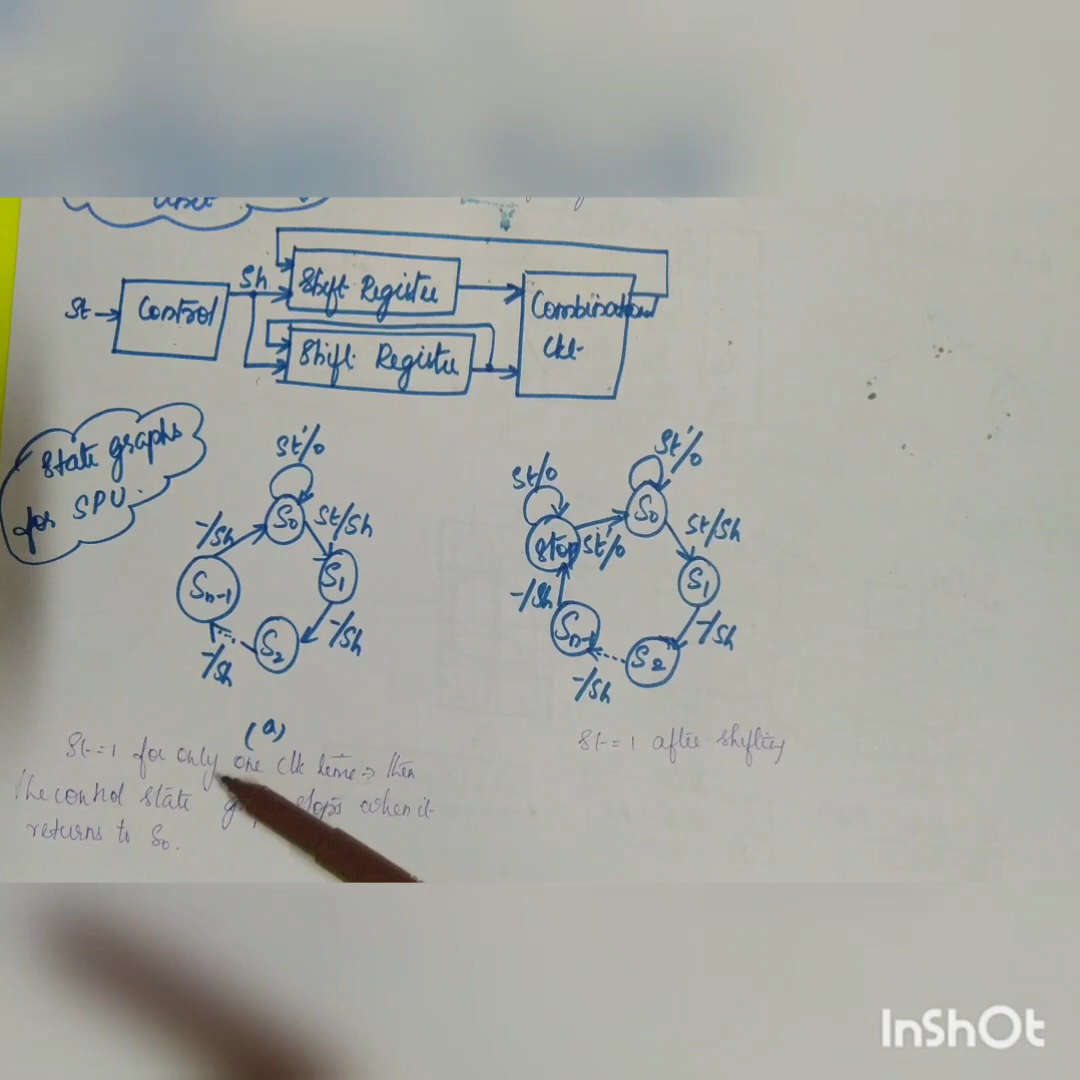 Unit
St
Control
Sh
Shift Register
Shift Register
Combinational
Ckt
State graphs
for SPU
St'/0
S0
St/Sh
S1
-/Sh
S2
-/Sh
Sn-1
-/Sh
(a)
St=1 for only one clk time => then
the control state stops when it
returns to S0.
St'/0
S0
St/Sh
S1
-/Sh
S2
-/Sh
Sn-1
-/Sh
Stop
St/0
St'/0
St=1 after shifting
InShOt